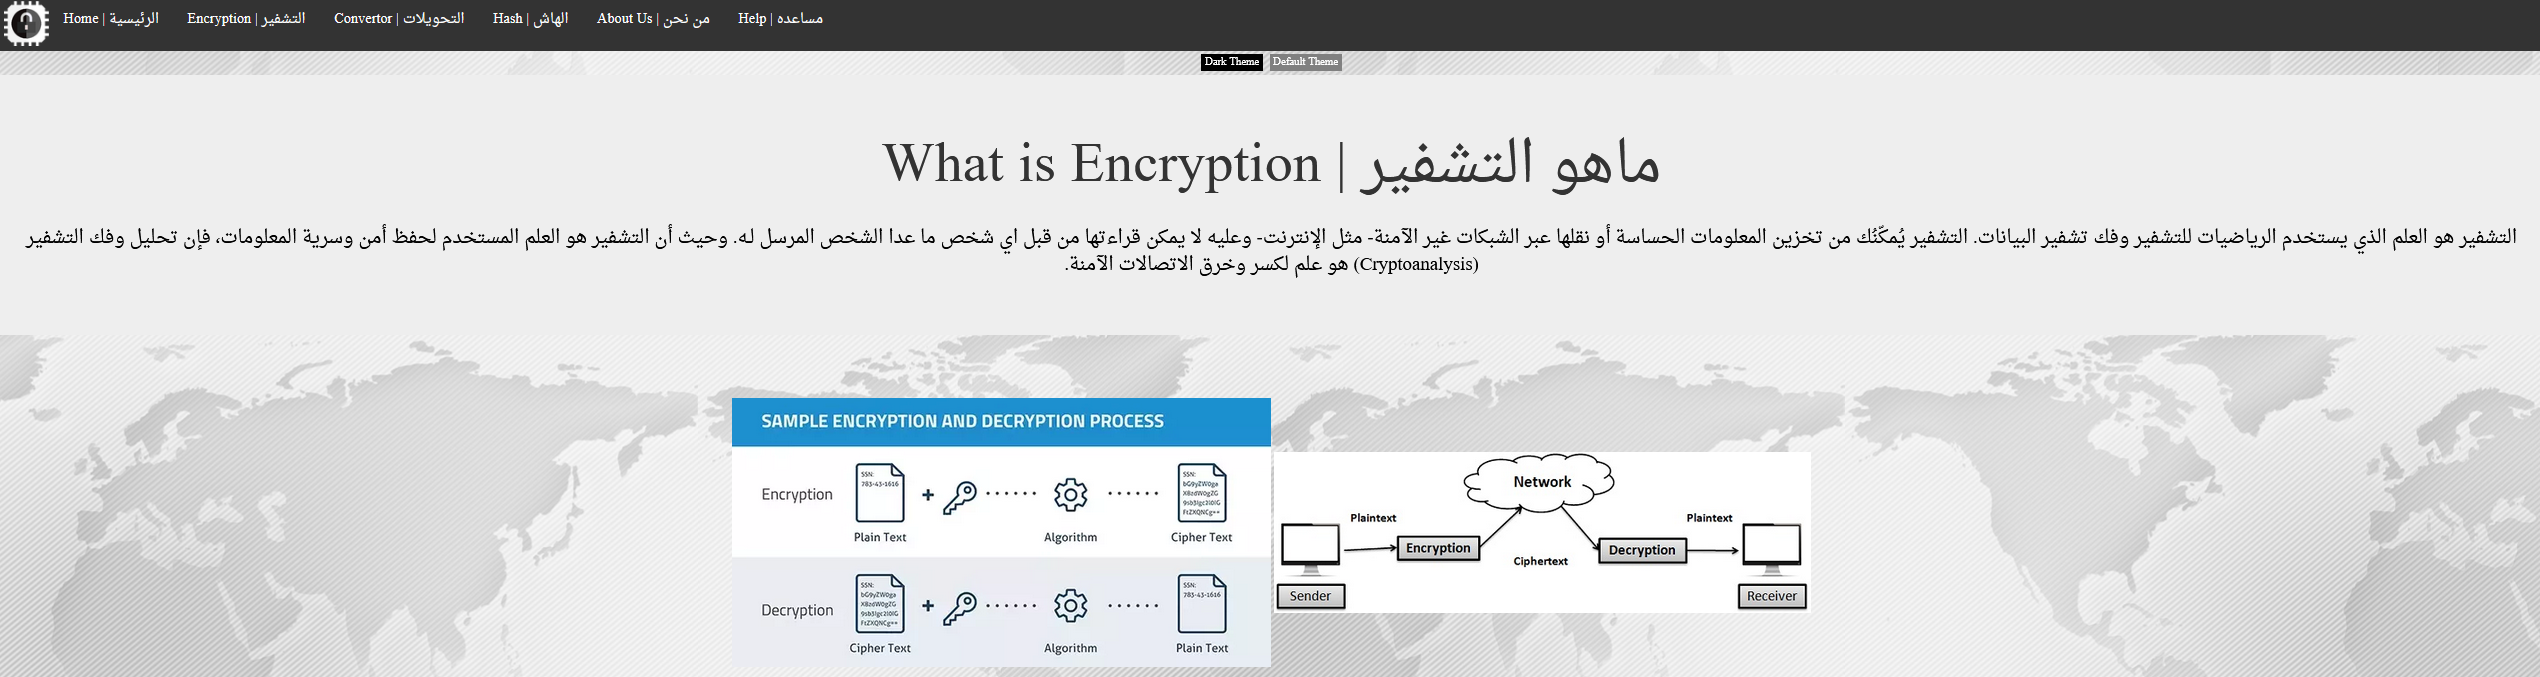 Home | الرئيسية
Encryption | التشفير
Convertor | التحويلات
Hash | الهاش
About Us | من نحن
Help | مساعده
Dark Theme
Default Theme
What is Encryption | ماهو التشفير
التشفير هو العلم الذي يستخدم الرياضيات للتشفير وفك تشفير البيانات. التشفير يُمكّنُك من تخزين المعلومات الحساسة أو نقلها عبر الشبكات غير الآمنة- مثل الإنترنت- وعليه لا يمكن قراءتها من قبل اي شخص ما عدا الشخص المرسل لـه. وحيث أن التشفير هو العلم المستخدم لحفظ أمن وسرية المعلومات، فإن تحليل وفك التشفير
(Cryptoanalysis) هو علم لكسر وخرق الاتصالات الآمنة.
SAMPLE ENCRYPTION AND DECRYPTION PROCESS
Encryption
SSN:
783-43-1616
+
SSN:
bG9yZW0ga
X8zdW0gZG
9sb3Igc2l0IG
FtZXQNCg==
Plain Text
Algorithm
Cipher Text
Decryption
SSN:
bG9yZW0ga
X8zdW0gZG
9sb3Igc2l0IG
FtZXQNCg==
+
SSN:
783-43-1616
Cipher Text
Algorithm
Plain Text
Network
Plaintext
Plaintext
Encryption
Decryption
Ciphertext
Sender
Receiver